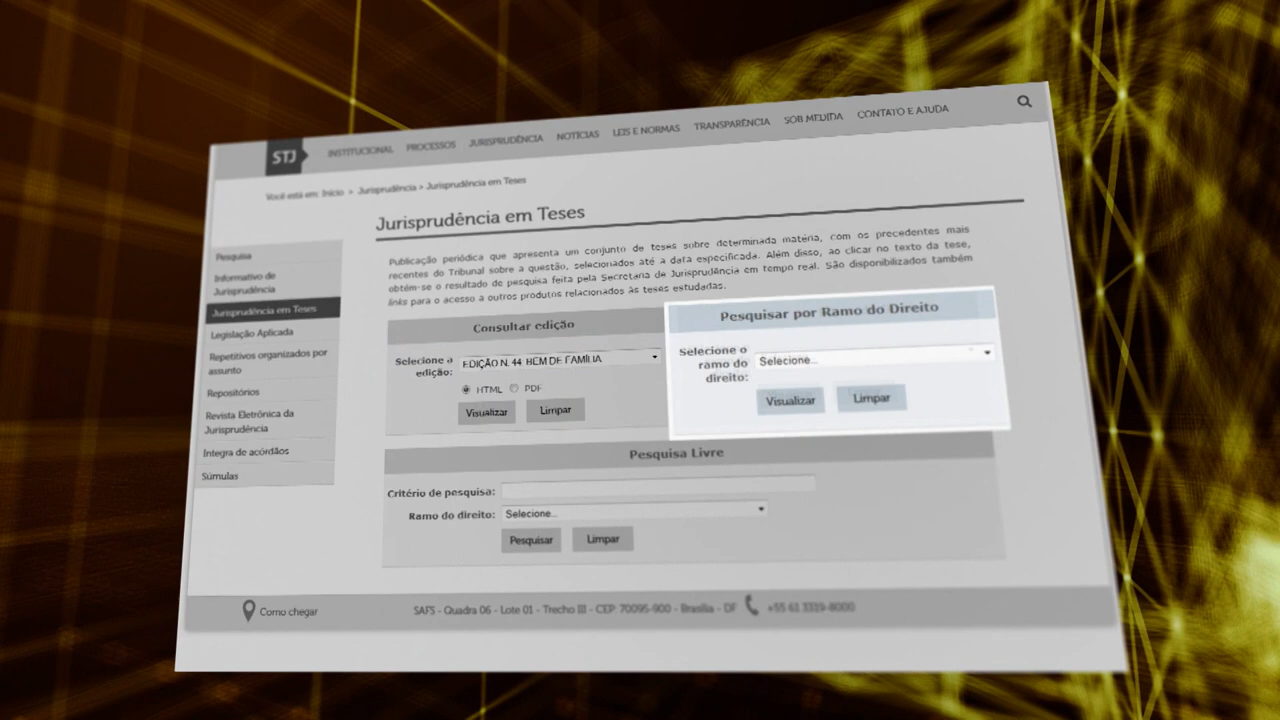 STJ
INSTITUCIONAL PROCESSOS JURISPRUDÊNCIA NOTÍCIAS LEIS E NORMAS TRANSPARÊNCIA SOB MEDIDA CONTATO E AJUDA
Você está em: Início > Jurisprudência > Jurisprudência em Teses
Jurisprudência em Teses
Publicação periódica que apresenta um conjunto de teses sobre determinada matéria, com os precedentes mais
recentes do Tribunal sobre a questão, selecionados até a data especificada. Além disso, ao clicar no texto da tese,
obtém-se o resultado de pesquisa feita pela Secretaria de Jurisprudência em tempo real. São disponibilizados também
links para o acesso a outros produtos relacionados às teses estudadas.
Pesquisa
Informativo de
Jurisprudência
Jurisprudência em Teses
Legislação Aplicada
Repetitivos organizados por
assunto
Repositórios
Revista Eletrônica da
Jurisprudência
Íntegra de acórdãos
Súmulas
Consultar edição
Selecione a
edição:
EDIÇÃO N. 44: BEM DE FAMÍLIA
HTML PDF
Visualizar Limpar
Pesquisar por Ramo do Direito
Selecione o
ramo do
direito:
Selecione...
Visualizar Limpar
Pesquisa Livre
Critério de pesquisa:
Ramo do direito: Selecione...
Pesquisar Limpar
Como chegar
SAFS - Quadra 06 - Lote 01 - Trecho III - CEP: 70095-900 - Brasília - DF +55 61 3319-8000